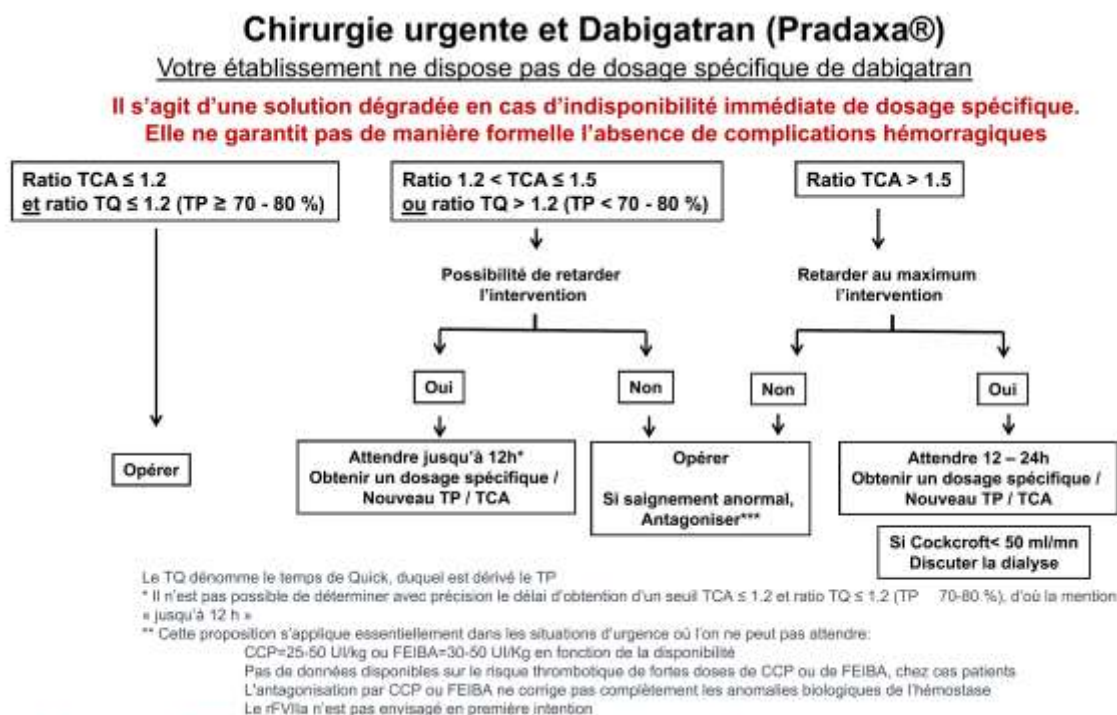 Chirurgie urgente et Dabigatran (Pradaxa®)
Votre établissement ne dispose pas de dosage spécifique de dabigatran
Il s'agit d'une solution dégradée en cas d'indisponibilité immédiate de dosage spécifique.
Elle ne garantit pas de manière formelle l'absence de complications hémorragiques
Ratio TCA ≤ 1.2
et ratio TQ ≤ 1.2 (TP ≥ 70 - 80 %)
Ratio 1.2 < TCA ≤ 1.5
ou ratio TQ > 1.2 (TP < 70 - 80 %)
Ratio TCA > 1.5
Possibilité de retarder
l'intervention
Retarder au maximum
l'intervention
Oui
Non
Non
Oui
Opérer
Attendre jusqu'à 12h*
Obtenir un dosage spécifique /
Nouveau TP / TCA
Opérer
Si saignement anormal,
Antagoniser***
Attendre 12 – 24h
Obtenir un dosage spécifique /
Nouveau TP / TCA
Si Cockcroft< 50 ml/mn
Discuter la dialyse
Le TQ dénomme le temps de Quick, duquel est dérivé le TP
* Il n'est pas possible de déterminer avec précision le délai d'obtention d'un seuil TCA ≤ 1.2 et ratio TQ ≤ 1.2 (TP 70-80 %), d'où la mention
« jusqu'à 12 h »
** Cette proposition s'applique essentiellement dans les situations d'urgence où l'on ne peut pas attendre:
CCP=25-50 UI/kg ou FEIBA=30-50 UI/Kg en fonction de la disponibilité
Pas de données disponibles sur le risque thrombotique de fortes doses de CCP ou de FEIBA, chez ces patients
L'antagonisation par CCP ou FEIBA ne corrige pas complètement les anomalies biologiques de l'hémostase
Le rFVIIa n'est pas envisagé en première intention